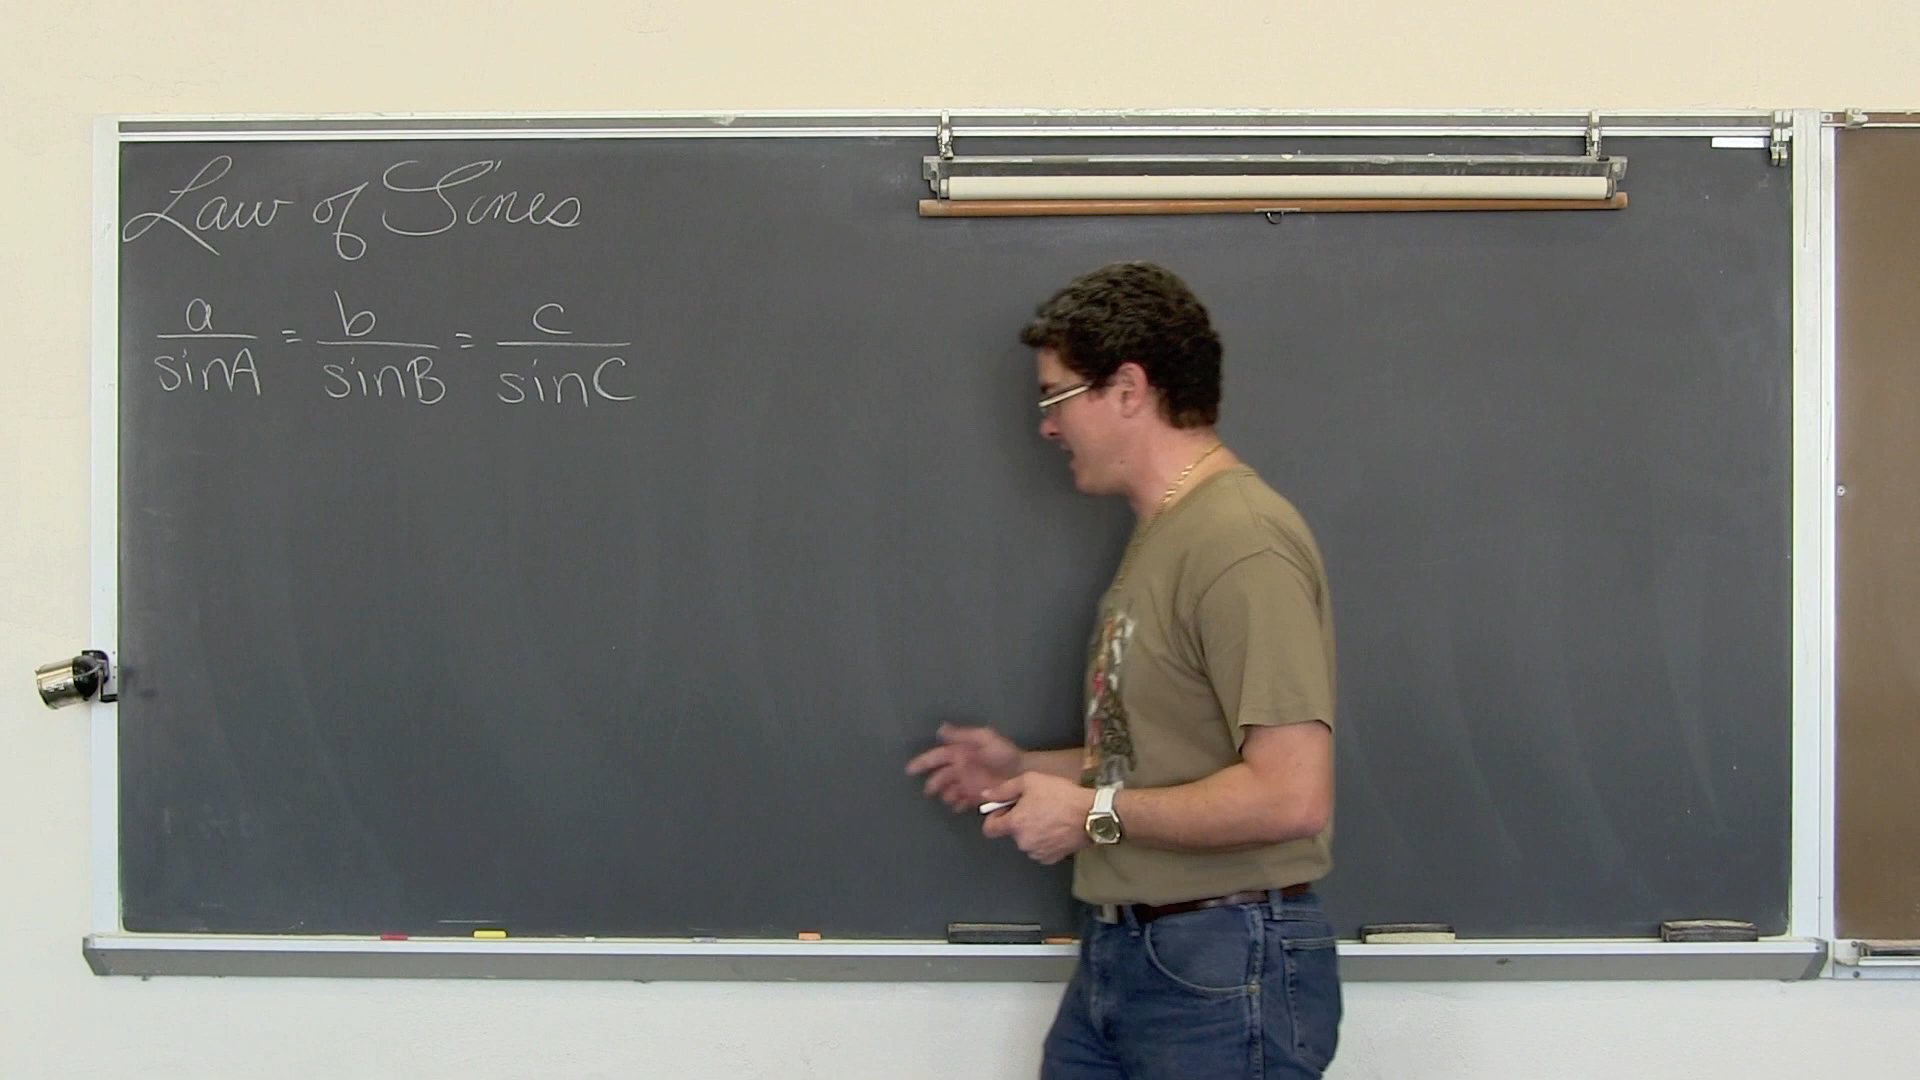 Law of Sines
a/sinA = b/sinB = c/sinC